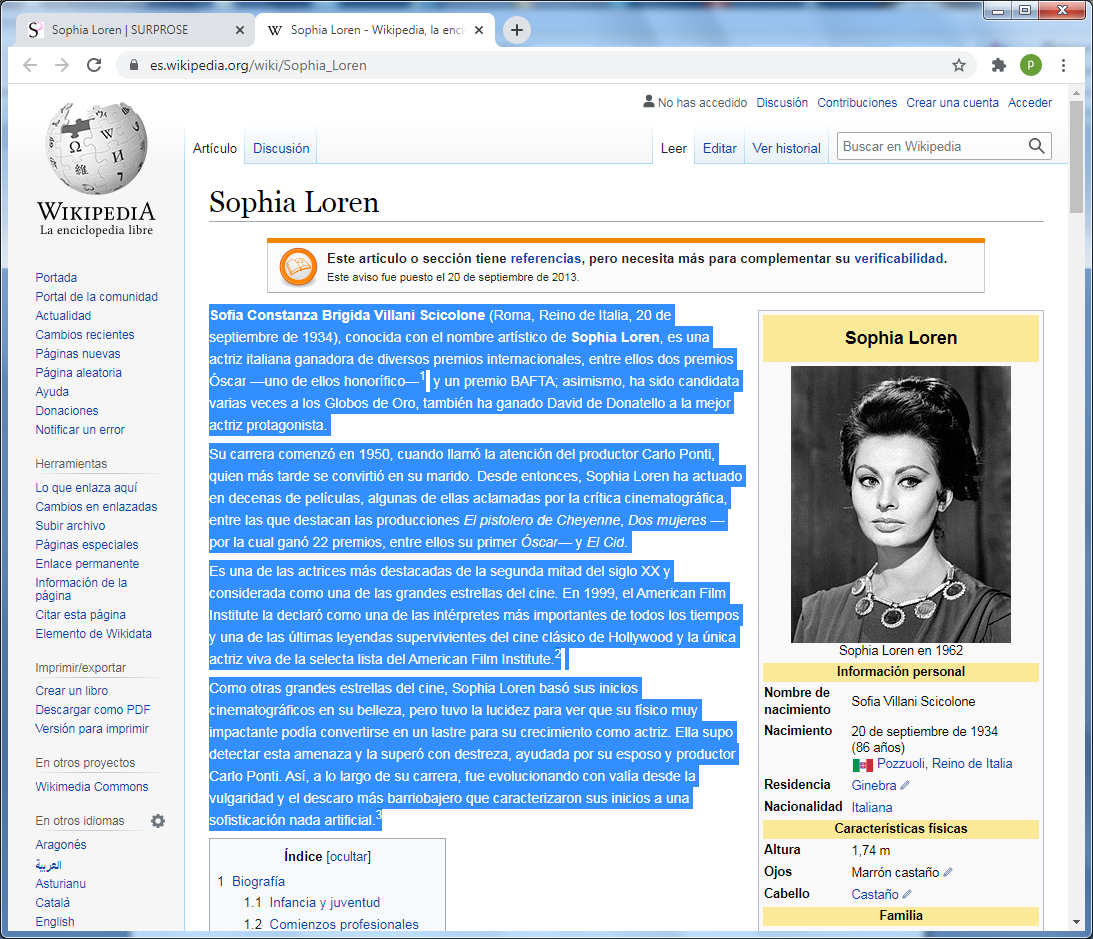 Sophia Loren | SURPROSE
Sophia Loren - Wikipedia, la enci
es.wikipedia.org/wiki/Sophia_Loren
P
No has accedido Discusión Contribuciones Crear una cuenta Acceder
WIKIPEDIA
La enciclopedia libre
Artículo Discusión Leer Editar Ver historial Buscar en Wikipedia
Portada
Portal de la comunidad
Actualidad
Cambios recientes
Páginas nuevas
Página aleatoria
Ayuda
Donaciones
Notificar un error
Herramientas
Lo que enlaza aquí
Cambios en enlazadas
Subir archivo
Páginas especiales
Enlace permanente
Información de la
página
Citar esta página
Elemento de Wikidata
Imprimir/exportar
Crear un libro
Descargar como PDF
Versión para imprimir
En otros proyectos
Wikimedia Commons
En otros idiomas
Aragonés
العربية
Asturianu
Català
English
Sophia Loren
Este artículo o sección tiene referencias, pero necesita más para complementar su verificabilidad.
Este aviso fue puesto el 20 de septiembre de 2013.
Sofia Constanza Brigida Villani Scicolone (Roma, Reino de Italia, 20 de
septiembre de 1934), conocida con el nombre artístico de Sophia Loren, es una
actriz italiana ganadora de diversos premios internacionales, entre ellos dos premios
Óscar —uno de ellos honorífico—1 y un premio BAFTA; asimismo, ha sido candidata
varias veces a los Globos de Oro, también ha ganado David de Donatello a la mejor
actriz protagonista.
Su carrera comenzó en 1950, cuando llamó la atención del productor Carlo Ponti,
quien más tarde se convirtió en su marido. Desde entonces, Sophia Loren ha actuado
en decenas de películas, algunas de ellas aclamadas por la crítica cinematográfica,
entre las que destacan las producciones El pistolero de Cheyenne, Dos mujeres —
por la cual ganó 22 premios, entre ellos su primer Óscar— y El Cid.
Es una de las actrices más destacadas de la segunda mitad del siglo XX y
considerada como una de las grandes estrellas del cine. En 1999, el American Film
Institute la declaró como una de las intérpretes más importantes de todos los tiempos
y una de las últimas leyendas supervivientes del cine clásico de Hollywood y la única
actriz viva de la selecta lista del American Film Institute.2
Como otras grandes estrellas del cine, Sophia Loren basó sus inicios
cinematográficos en su belleza, pero tuvo la lucidez para ver que su físico muy
impactante podía convertirse en un lastre para su crecimiento como actriz. Ella supo
detectar esta amenaza y la superó con destreza, ayudada por su esposo y productor
Carlo Ponti. Así, a lo largo de su carrera, fue evolucionando con valía desde la
vulgaridad y el descaro más barriobajero que caracterizaron sus inicios a una
sofisticación nada artificial.3
Índice [ocultar]
1 Biografía
1.1 Infancia y juventud
1.2 Comienzos profesionales
Sophia Loren
Sophia Loren en 1962
Información personal
Nombre de
nacimiento Sofia Villani Scicolone
Nacimiento 20 de septiembre de 1934
(86 años)
Pozzuoli, Reino de Italia
Residencia Ginebra
Nacionalidad Italiana
Características físicas
Altura 1,74 m
Ojos Marrón castaño
Cabello Castaño
Familia